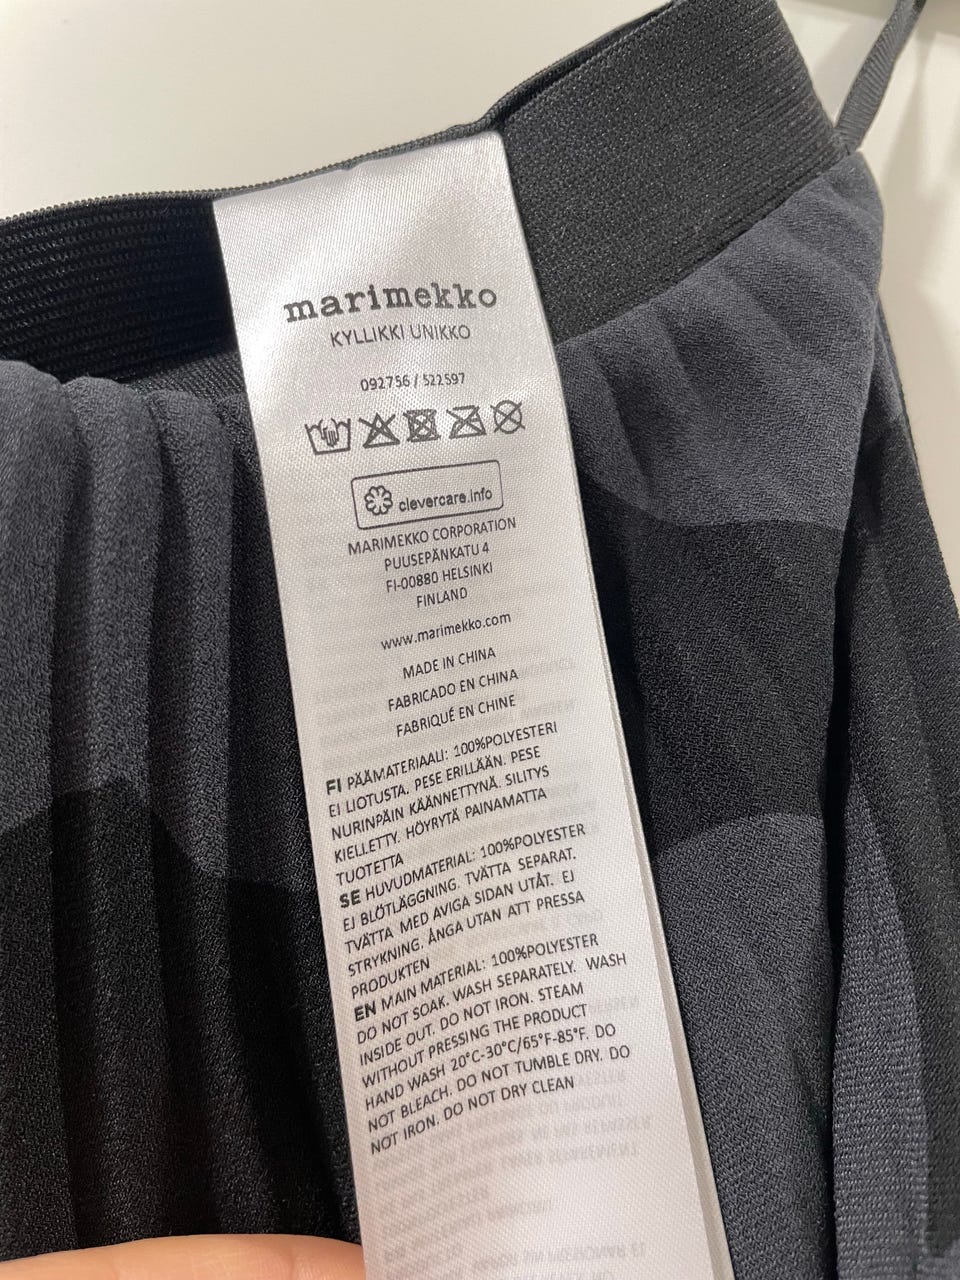 marimekko
KYLLIKKI UNIKKO
092756 / 522597
clevercare.info
MARIMEKKO CORPORATION
PUUSEPÄNKATU 4
FI-00880 HELSINKI
FINLAND
www.marimekko.com
MADE IN CHINA
FABRICADO EN CHINA
FABRIQUÉ EN CHINE
FI PÄÄMATERIAALI: 100%POLYESTERI
EI LIOTUSTA. PESE ERILLÄÄN. PESE
NURINPÄIN KÄÄNNETTYNÄ. SILITYS
KIELLETTY. HÖYRYTÄ PAINAMATTA
TUOTETTA
SE HUVUDMATERIAL: 100%POLYESTER
EJ BLÖTLÄGGNING. TVÄTTA SEPARAT.
TVÄTTA MED AVIGA SIDAN UTÅT. EJ
STRYKNING. ÅNGA UTAN ATT PRESSA
PRODUKTEN
EN MAIN MATERIAL: 100%POLYESTER
DO NOT SOAK. WASH SEPARATELY. WASH
INSIDE OUT. DO NOT IRON. STEAM
WITHOUT PRESSING THE PRODUCT
HAND WASH 20°C-30°C/65°F-85°F. DO
NOT BLEACH. DO NOT TUMBLE DRY. DO
NOT IRON. DO NOT DRY CLEAN